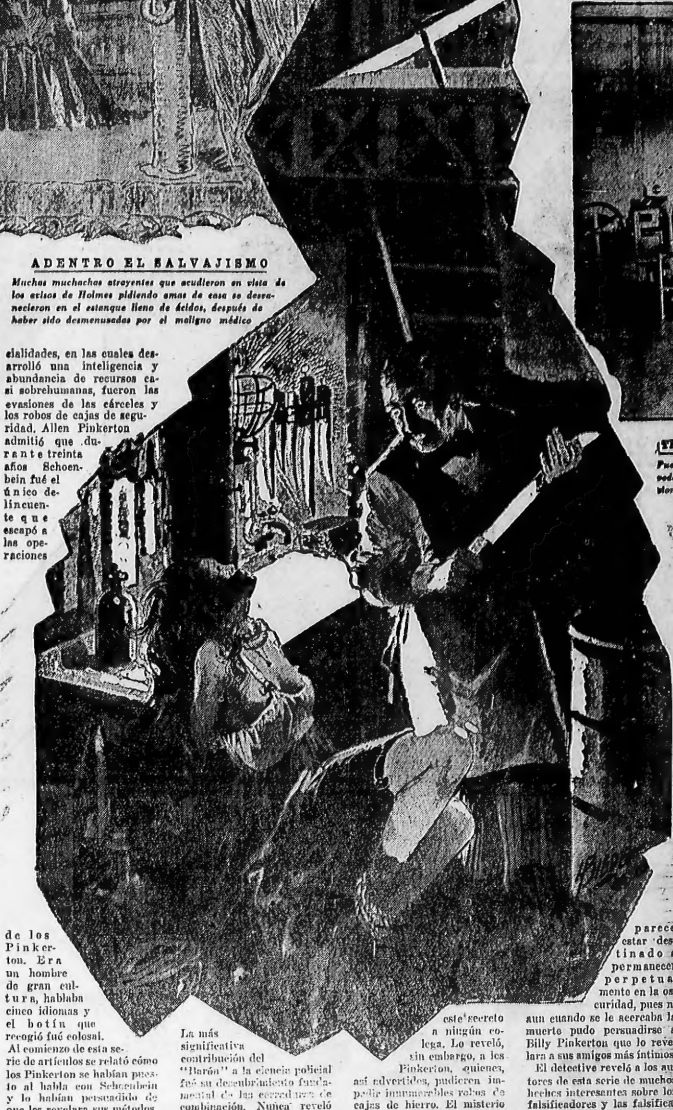 ADENTRO EL SALVAJISMO
Muchas muchachas atrayentes que acudieron en vista de
los avisos de Holmes pidiendo amas de casa se desva-
necieron en el estanque lleno de ácidos, después de
haber sido desmenuzadas por el maligno médico
cialidades, en las cuales des-
arrolló una inteligencia y
abundancia de recursos ca-
si sobrehumanas, fueron las
evasiones de las cárceles y
los robos de cajas de segu-
ridad. Allen Pinkerton
admitió que du-
rante treinta
años Schoen-
bein fué el
único de-
lincuen-
te que
escapó a
las ope-
raciones
de los
Pinker-
ton. Era
un hombre
de gran cul-
tura, hablaba
cinco idiomas y
el botín que
recogió fué colosal.
Al comienzo de esta se-
rie de artículos se relató cómo
los Pinkerton se habían pues-
to al habla con Schoenbein
y lo habían persuadido de
que les revelara sus métodos
La más
significativa
contribución del
"Barón" a la ciencia policial
fué su descubrimiento funda-
mental de las cerraduras de
combinación. Nunca reveló
este secreto
a ningún co-
lega. Lo reveló,
sin embargo, a los
Pinkerton, quienes,
así advertidos, pudieron im-
pedir innumerables robos de
cajas de hierro. El misterio
parece
estar des-
tinado a
permanecer
perpetua-
mento en la os-
curidad, pues n
aun cuando se le acercaba l
muerte pudo persuadirse a
Billy Pinkerton que lo reve
lara a sus amigos más íntimos
El detective reveló a los au
tores de esta serie de muchos
hechos interesantes sobre lo
falsificadores y las falsifica